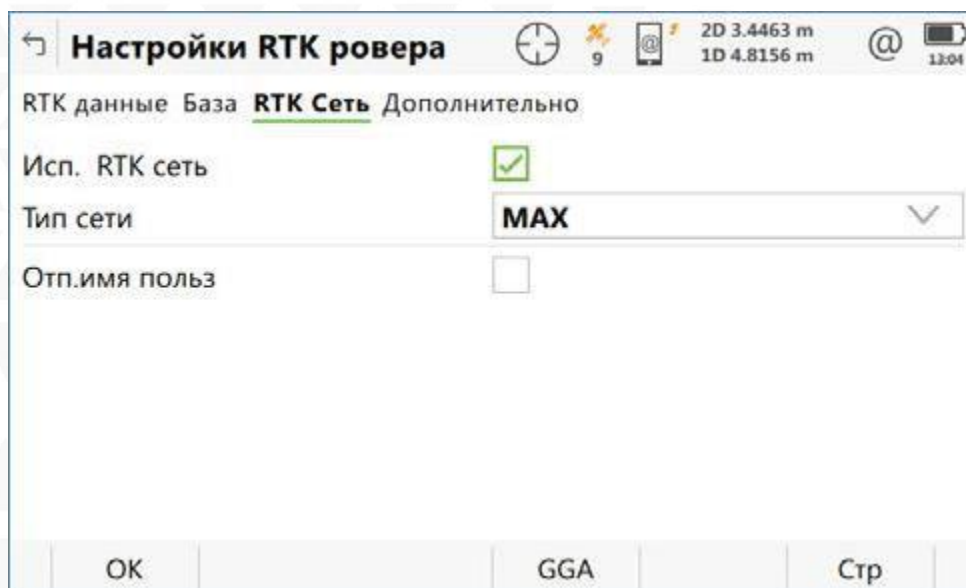 Настройки RTK ровера
9
@
2D 3.4463 m
1D 4.8156 m
@
13:04
RTK данные База RTK Сеть Дополнительно
Исп. RTK сеть
Тип сети MAX
Отп.имя польз
OK GGA Стр